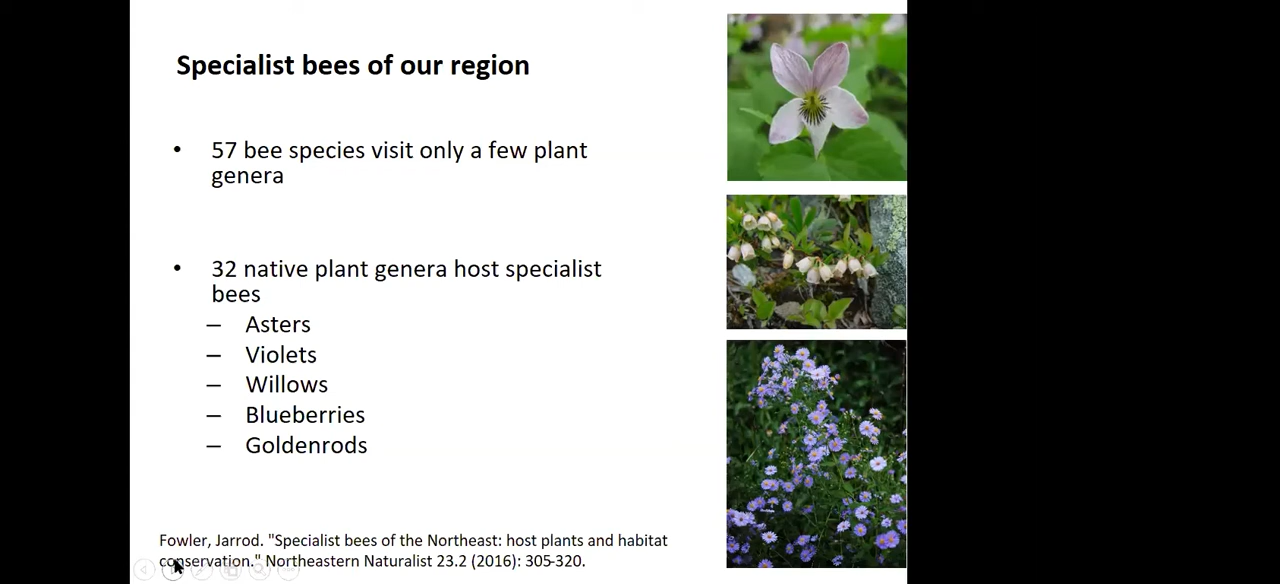 Specialist bees of our region
• 57 bee species visit only a few plant
genera
• 32 native plant genera host specialist
bees
– Asters
– Violets
– Willows
– Blueberries
– Goldenrods
Fowler, Jarrod. "Specialist bees of the Northeast: host plants and habitat
conservation." Northeastern Naturalist 23.2 (2016): 305-320.